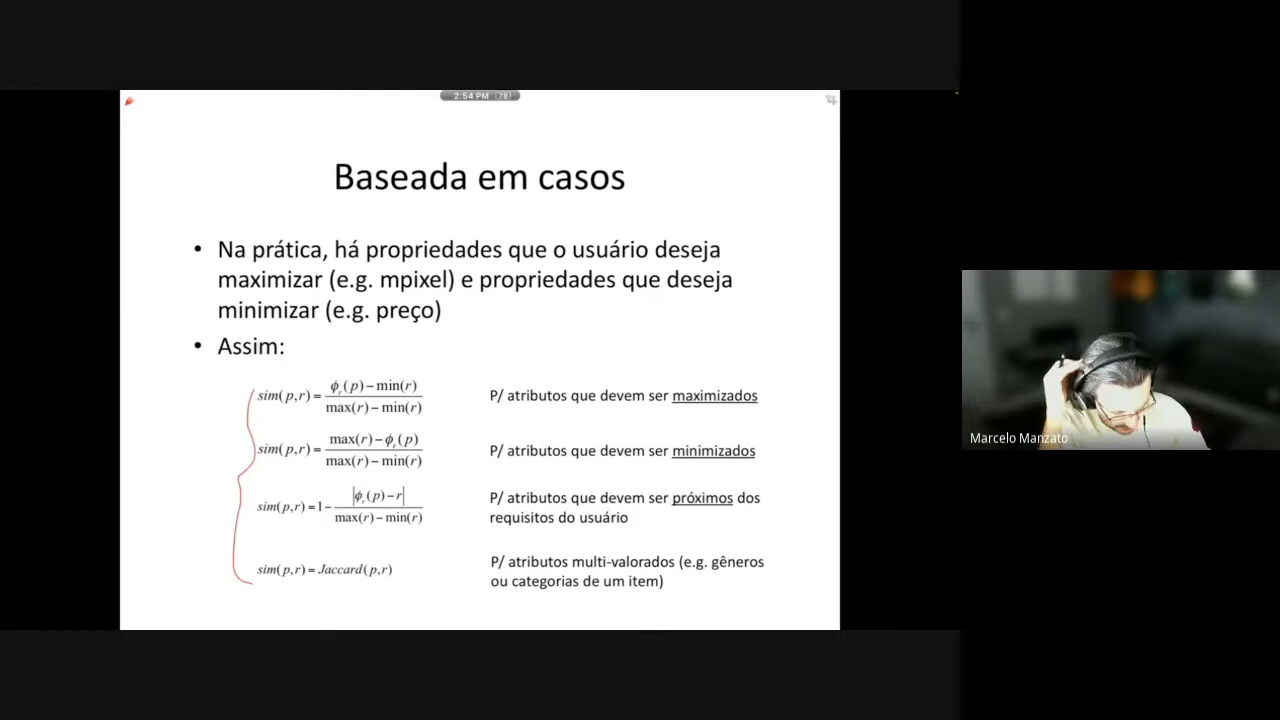 2:54 PM (79)
Baseada em casos
• Na prática, há propriedades que o usuário deseja
maximizar (e.g. mpixel) e propriedades que deseja
minimizar (e.g. preço)
• Assim:
sim(p,r) = (ϕᵣ(p) − min(r)) / (max(r) − min(r)) P/ atributos que devem ser maximizados
sim(p,r) = (max(r) − ϕᵣ(p)) / (max(r) − min(r)) P/ atributos que devem ser minimizados
sim(p,r) = 1 − |ϕᵣ(p) − r| / (max(r) − min(r)) P/ atributos que devem ser próximos dos
requisitos do usuário
sim(p,r) = Jaccard(p,r) P/ atributos multi-valorados (e.g. gêneros
ou categorias de um item)
Marcelo Manzato